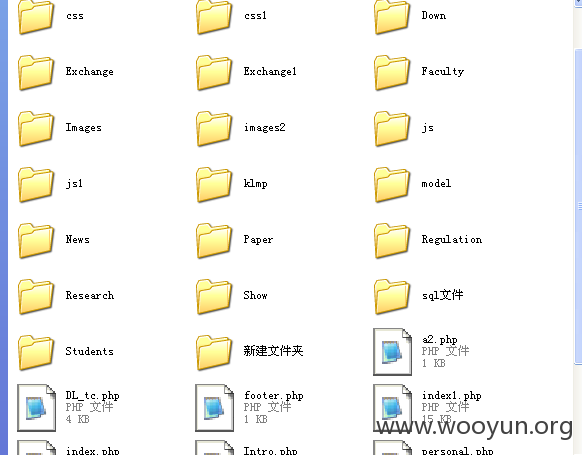 css
css1
Down
Exchange
Exchange1
Faculty
Images
images2
js
js1
klmp
model
News
Paper
Regulation
Research
Show
sql文件
Students
新建文件夹
a2.php
PHP 文件
1 KB
DL_tc.php
PHP 文件
4 KB
footer.php
PHP 文件
1 KB
index1.php
PHP 文件
15 KB
www.wooyun.org
index.php
Intro.php
personal.php